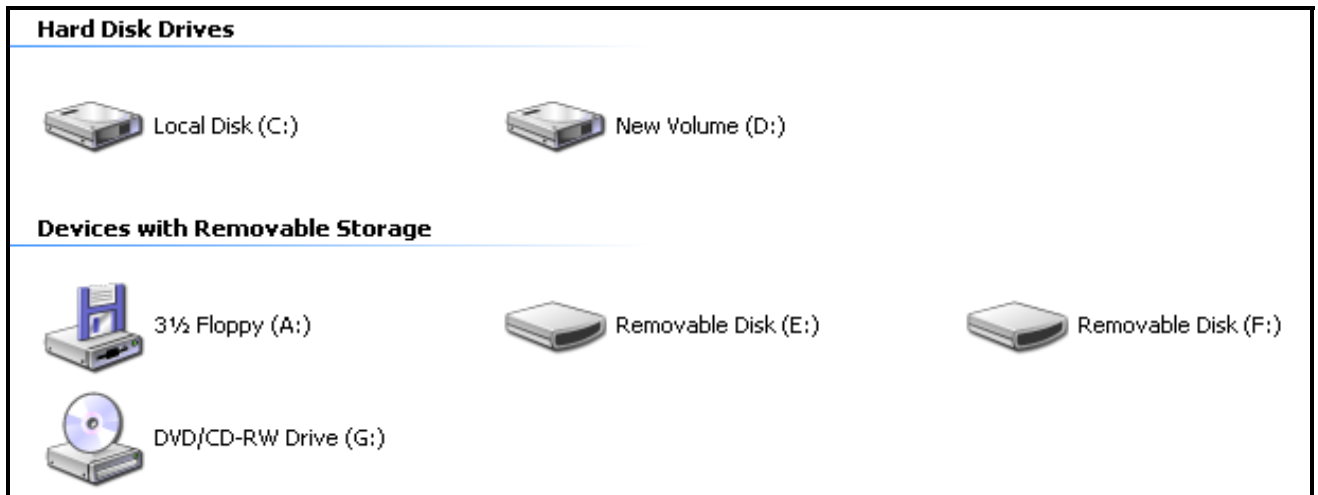 Hard Disk Drives
Local Disk (C:)
New Volume (D:)
Devices with Removable Storage
3½ Floppy (A:)
Removable Disk (E:)
Removable Disk (F:)
DVD/CD-RW Drive (G:)